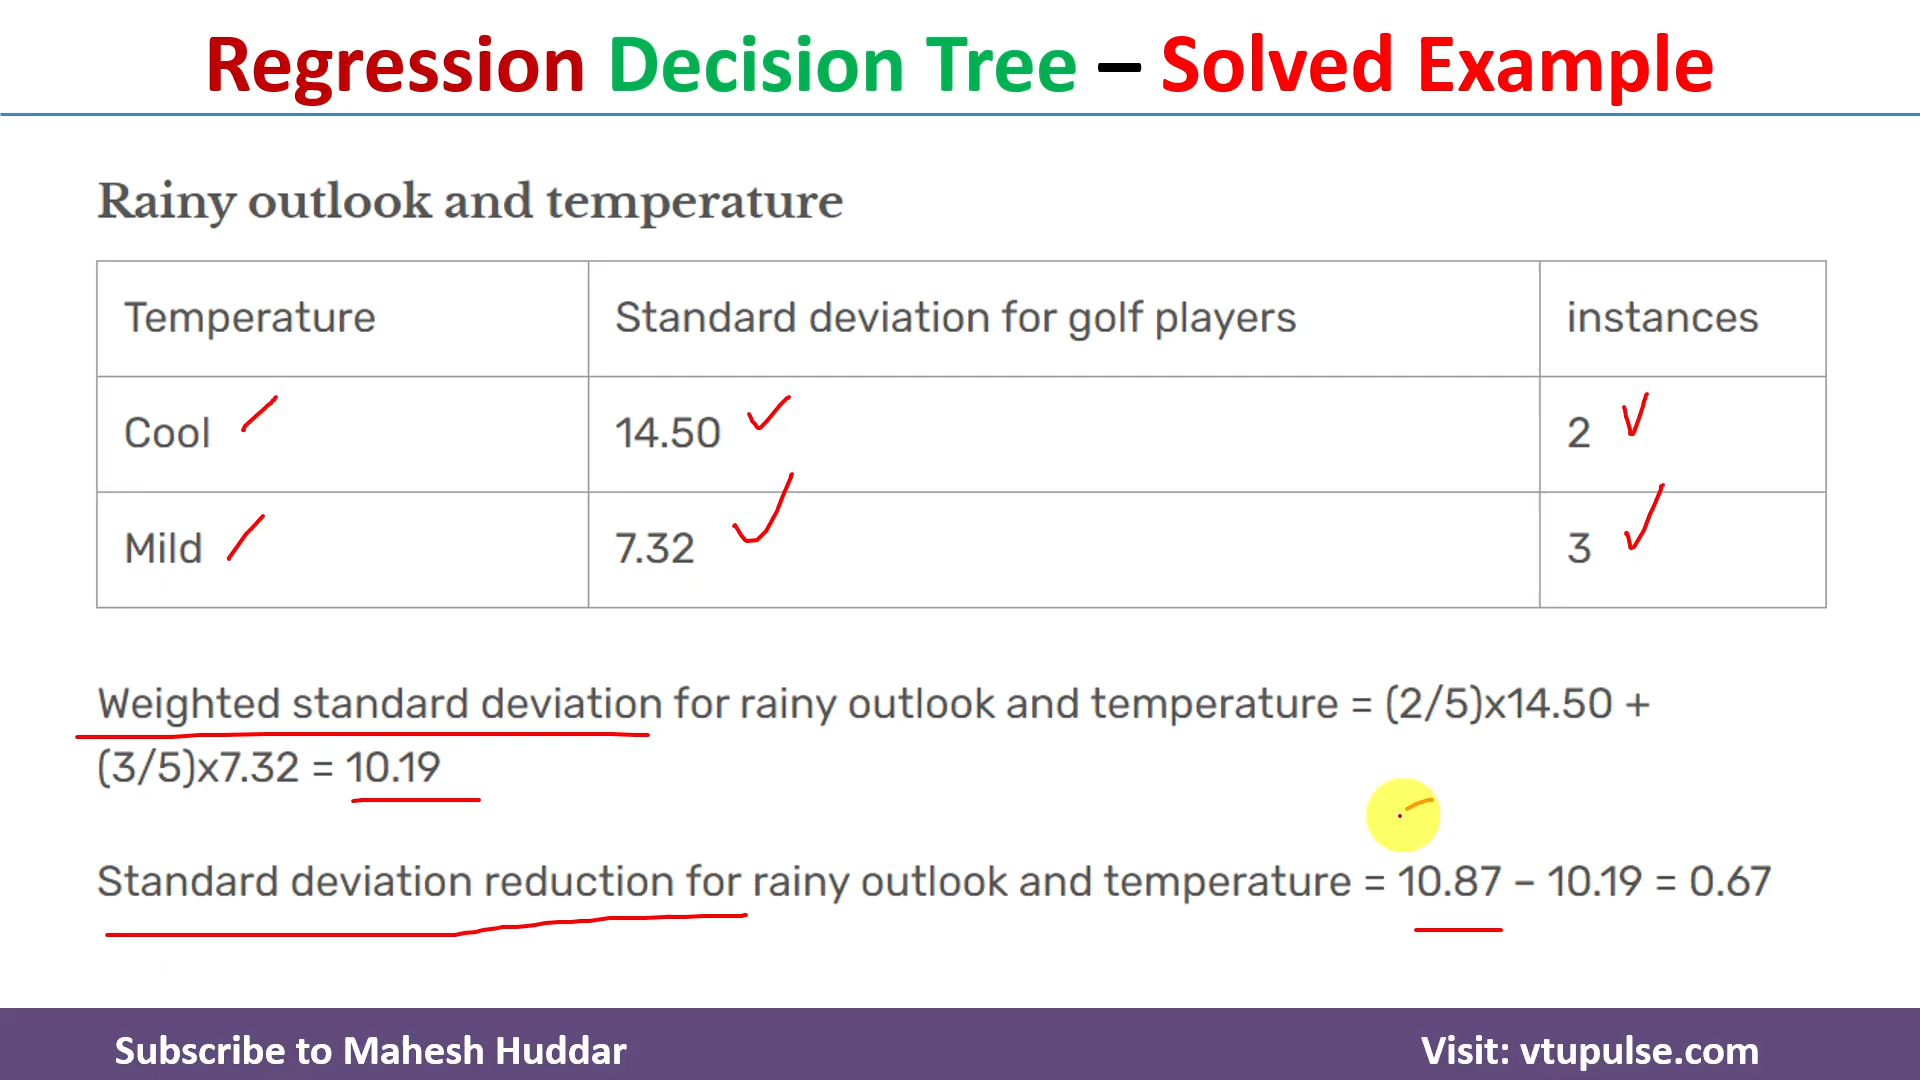 Regression Decision Tree – Solved Example
Rainy outlook and temperature
Temperature Standard deviation for golf players instances
Cool 14.50 2
Mild 7.32 3
Weighted standard deviation for rainy outlook and temperature = (2/5)x14.50 +
(3/5)x7.32 = 10.19
Standard deviation reduction for rainy outlook and temperature = 10.87 – 10.19 = 0.67
Subscribe to Mahesh Huddar Visit: vtupulse.com